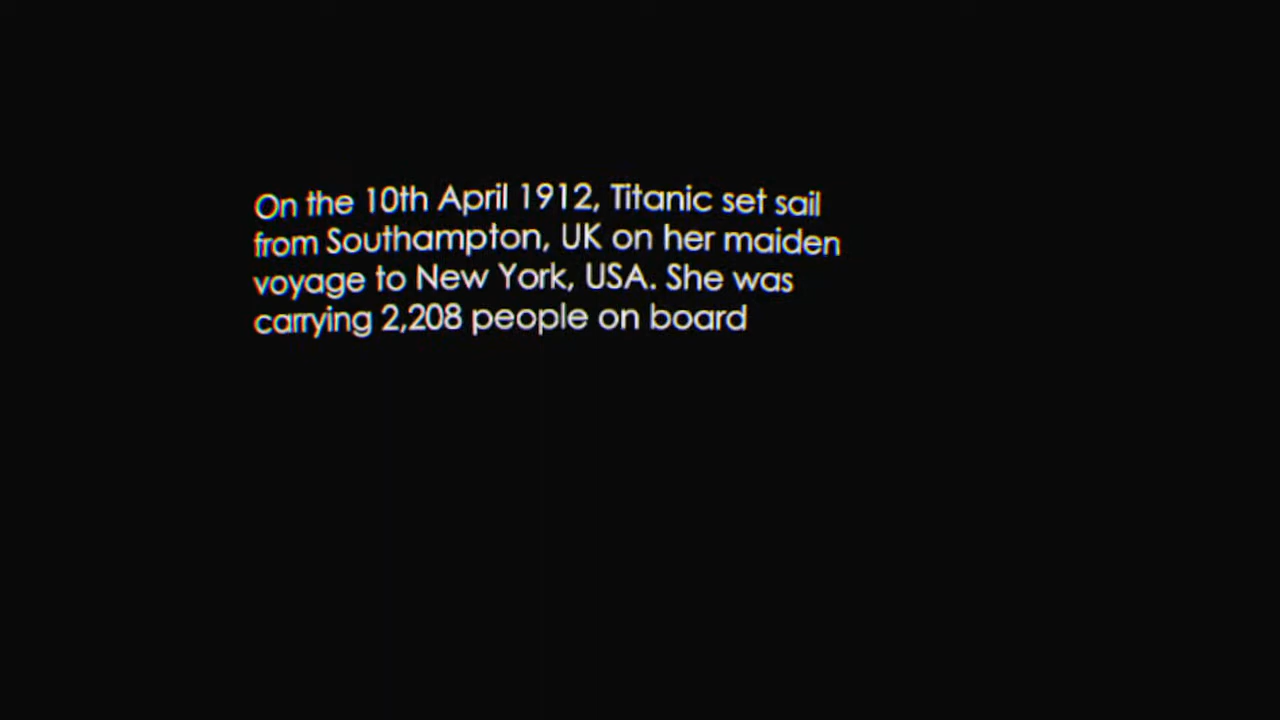 On the 10th April 1912, Titanic set sail
from Southampton, UK on her maiden
voyage to New York, USA. She was
carrying 2,208 people on board